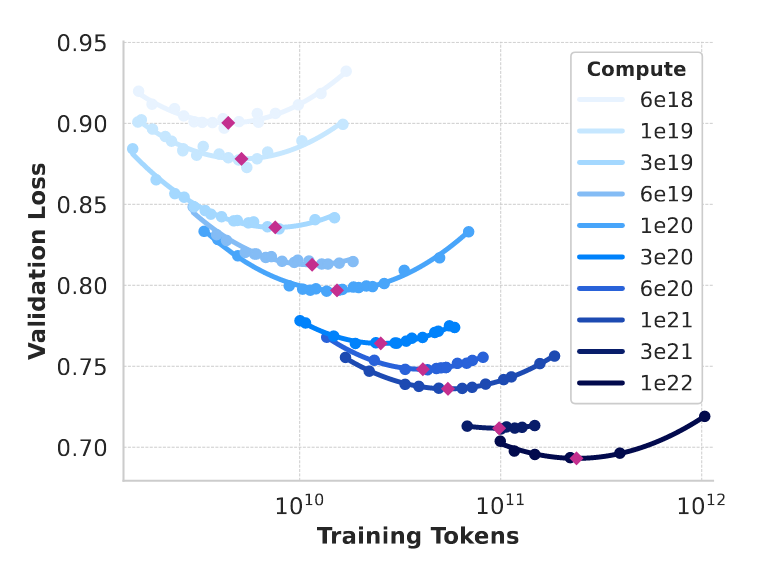 0.95
0.90
0.85
0.80
0.75
0.70
Validation Loss
10^10
10^11
10^12
Training Tokens
Compute
6e18
1e19
3e19
6e19
1e20
3e20
6e20
1e21
3e21
1e22